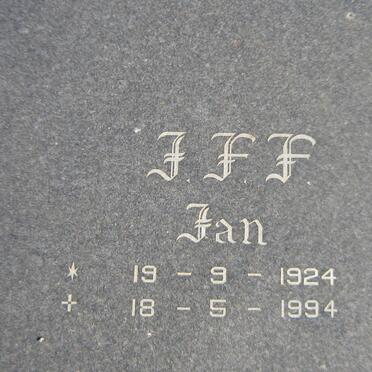 J F F
Jan
* 19 - 9 - 1924
+ 18 - 5 - 1994